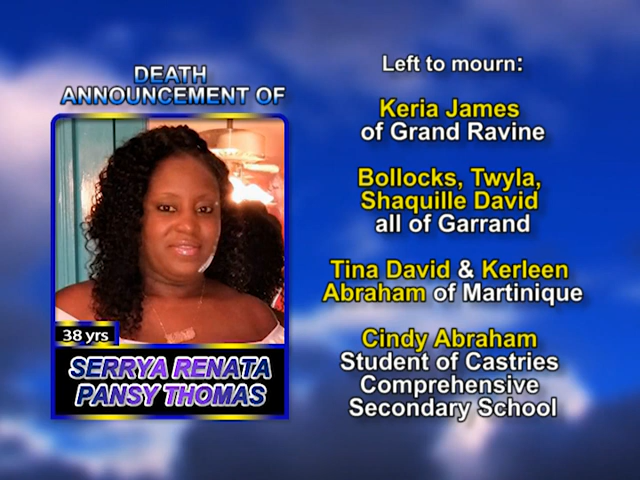 DEATH
ANNOUNCEMENT OF
38 yrs
SERRYA RENATA
PANSY THOMAS
Left to mourn:
Keria James
of Grand Ravine
Bollocks, Twyla,
Shaquille David
all of Garrand
Tina David & Kerleen
Abraham of Martinique
Cindy Abraham
Student of Castries
Comprehensive
Secondary School